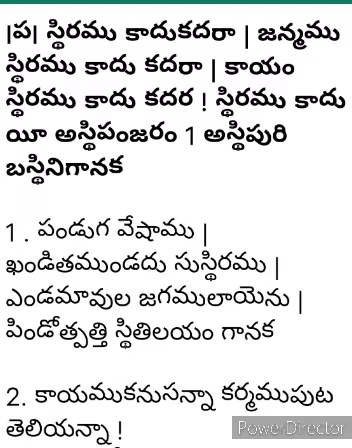 |ప| స్థిరము కాదుకదరా | జన్మము
స్థిరము కాదు కదరా | కాయం
స్థిరము కాదు కదర ! స్థిరము కాదు
యీ అస్థిపంజరం 1 అస్థిపురి
బస్థినిగానక
1 . పండుగ వేషాము |
ఖండితముండదు సుస్థిరము |
ఎండమావుల జగములాయెను |
పిండోత్పత్తి స్థితిలయం గానక
2. కాయముకనుసన్నా కర్మముపుట
తెలియన్నా !
PowerDirector